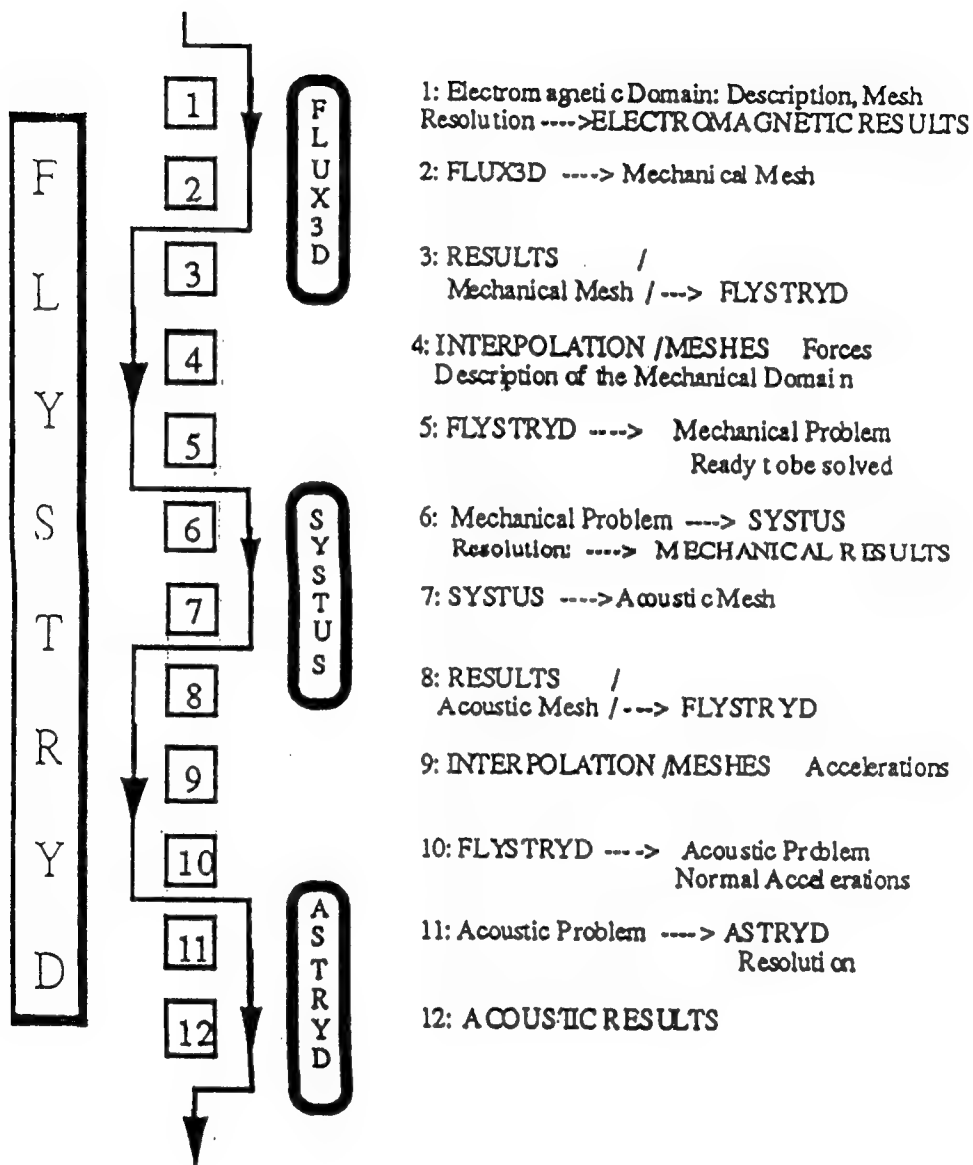 FLYSTRYD
1
2
3
4
5
6
7
8
9
10
11
12
FLUX3D
SYSTUS
ASTRYD
1: Electromagnetic Domain: Description, Mesh
Resolution ---->ELECTROMAGNETIC RESULTS
2: FLUX3D ----> Mechanical Mesh
3: RESULTS /
Mechanical Mesh / ---> FLYSTRYD
4: INTERPOLATION /MESHES Forces
Description of the Mechanical Domain
5: FLYSTRYD ----> Mechanical Problem
Ready tobe solved
6: Mechanical Problem ----> SYSTUS
Resolution: ----> MECHANICAL RESULTS
7: SYSTUS ---->Acoustic Mesh
8: RESULTS /
Acoustic Mesh / ---> FLYSTRYD
9: INTERPOLATION /MESHES Accelerations
10: FLYSTRYD ----> Acoustic Problem
Normal Accelerations
11: Acoustic Problem ----> ASTRYD
Resolution
12: ACOUSTIC RESULTS